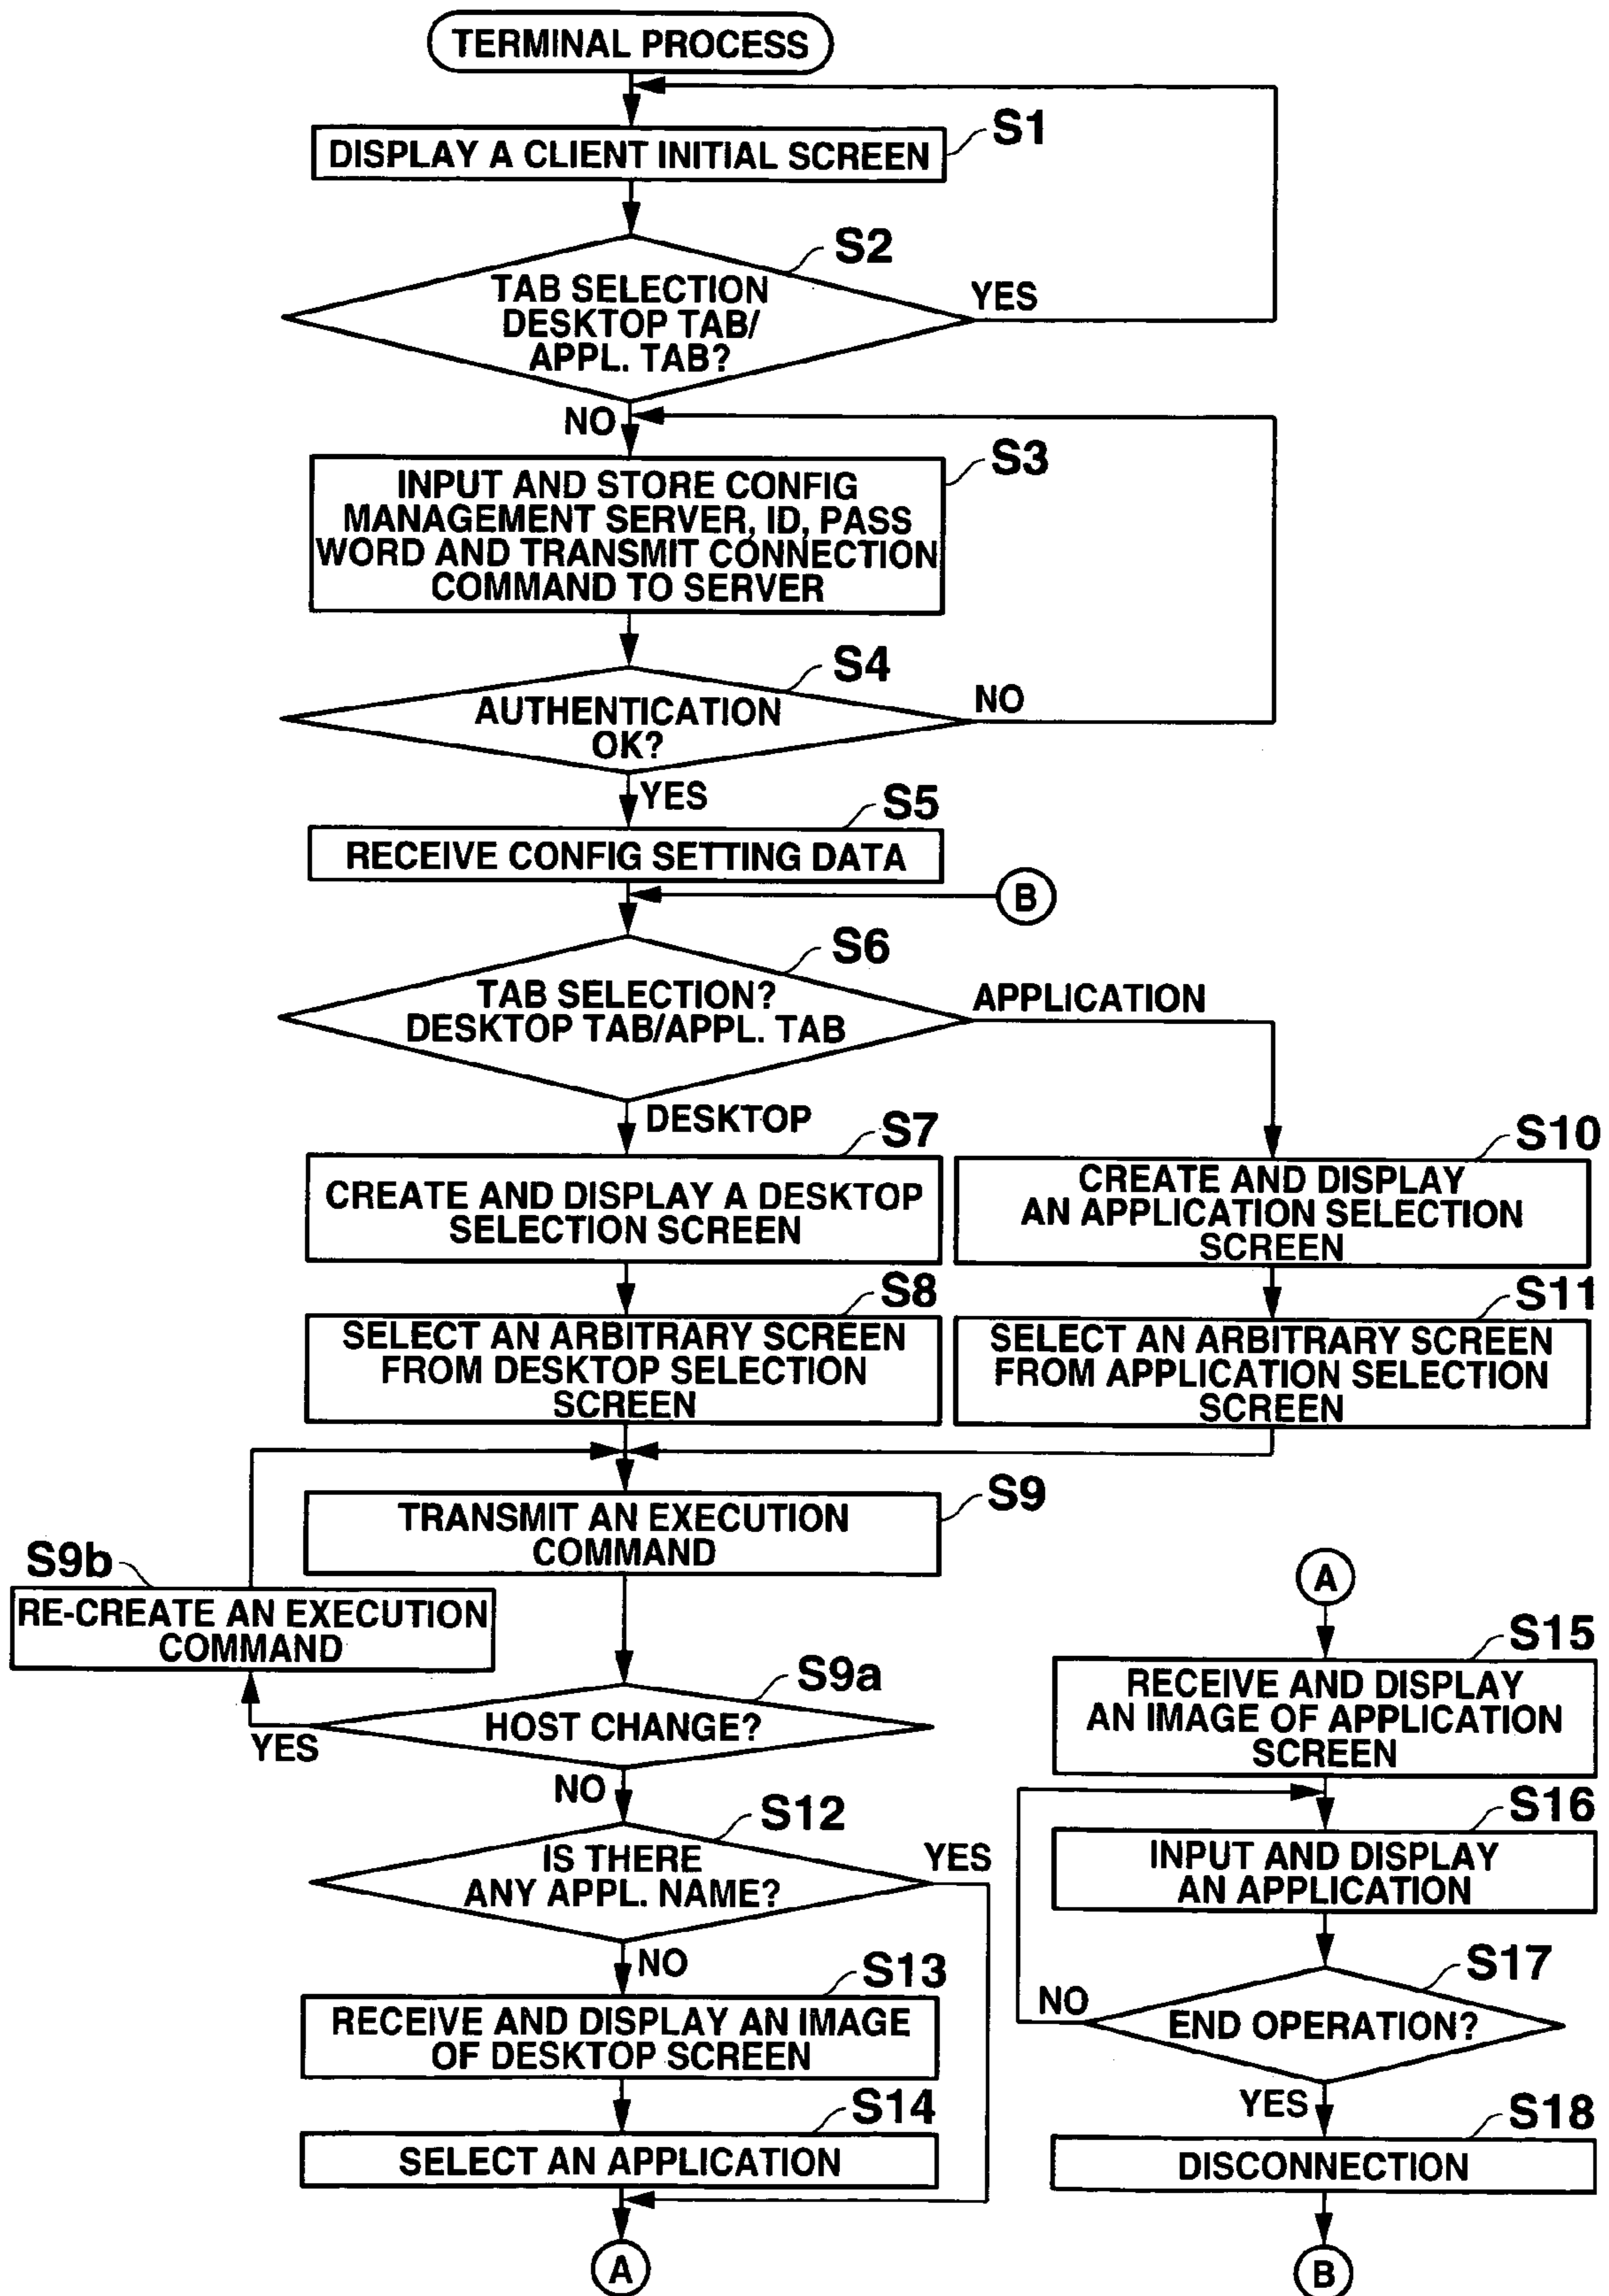 TERMINAL PROCESS
S1
DISPLAY A CLIENT INITIAL SCREEN
S2
TAB SELECTION
DESKTOP TAB/
APPL. TAB?
YES
NO
S3
INPUT AND STORE CONFIG
MANAGEMENT SERVER, ID, PASS
WORD AND TRANSMIT CONNECTION
COMMAND TO SERVER
S4
AUTHENTICATION
OK?
NO
YES
S5
RECEIVE CONFIG SETTING DATA
B
S6
TAB SELECTION?
DESKTOP TAB/APPL. TAB
APPLICATION
DESKTOP
S7
CREATE AND DISPLAY A DESKTOP
SELECTION SCREEN
S10
CREATE AND DISPLAY
AN APPLICATION SELECTION
SCREEN
S8
SELECT AN ARBITRARY SCREEN
FROM DESKTOP SELECTION
SCREEN
S11
SELECT AN ARBITRARY SCREEN
FROM APPLICATION SELECTION
SCREEN
S9
TRANSMIT AN EXECUTION
COMMAND
S9b
RE-CREATE AN EXECUTION
COMMAND
S9a
HOST CHANGE?
YES
NO
S12
IS THERE
ANY APPL. NAME?
YES
NO
S13
RECEIVE AND DISPLAY AN IMAGE
OF DESKTOP SCREEN
S14
SELECT AN APPLICATION
A
A
S15
RECEIVE AND DISPLAY
AN IMAGE OF APPLICATION
SCREEN
S16
INPUT AND DISPLAY
AN APPLICATION
S17
END OPERATION?
NO
YES
S18
DISCONNECTION
B